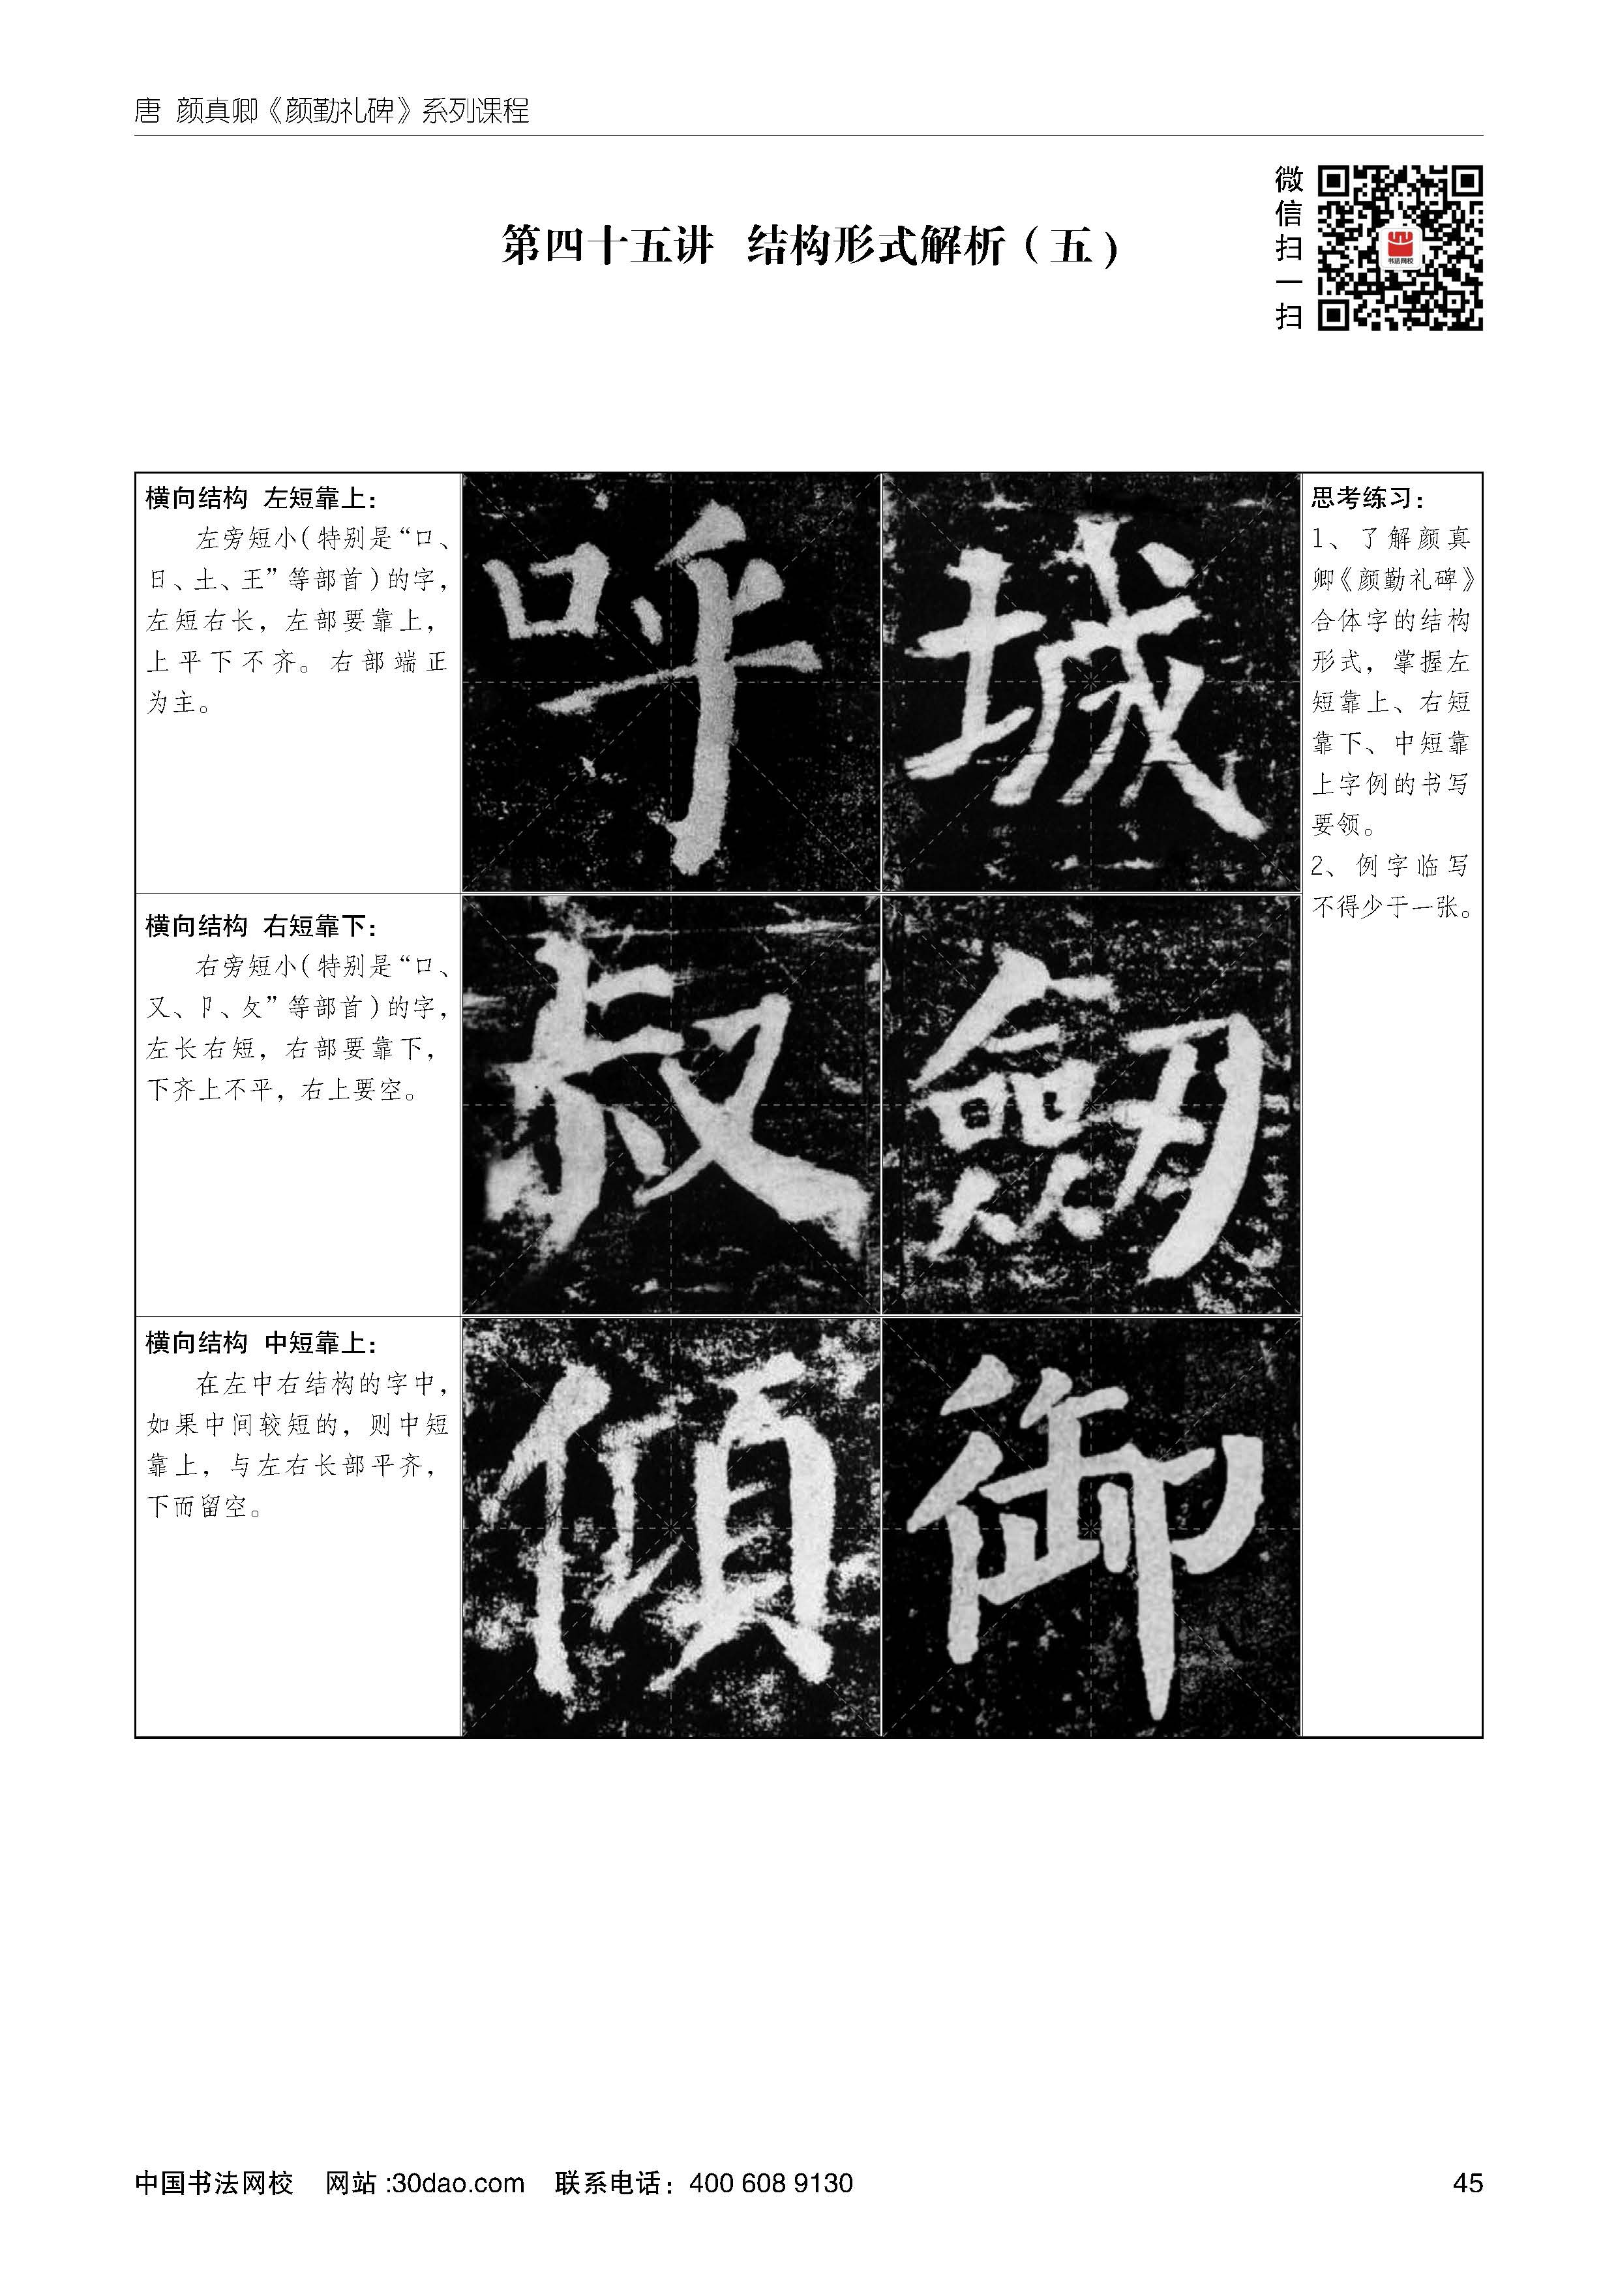 唐 颜真卿《颜勤礼碑》系列课程
微信扫一扫
书法网校
第四十五讲 结构形式解析（五）
横向结构 左短靠上：
左旁短小（特别是“口、
日、土、王”等部首）的字，
左短右长，左部要靠上，
上平下不齐。右部端正
为主。
呼 城
横向结构 右短靠下：
右旁短小（特别是“口、
又、卩、攵”等部首）的字，
左长右短，右部要靠下，
下齐上不平，右上要空。
叔 劒
横向结构 中短靠上：
在左中右结构的字中，
如果中间较短的，则中短
靠上，与左右长部平齐，
下而留空。
傾 御
思考练习：
1、了解颜真
卿《颜勤礼碑》
合体字的结构
形式，掌握左
短靠上、右短
靠下、中短靠
上字例的书写
要领。
2、例字临写
不得少于一张。
中国书法网校 网站:30dao.com 联系电话：400 608 9130
45